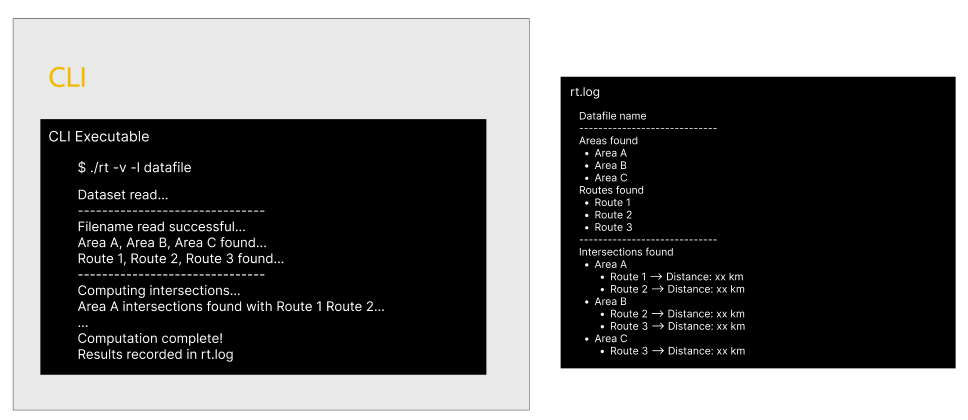 CLI
CLI Executable
$ ./rt -v -l datafile
Dataset read...
-------------------------------
Filename read successful...
Area A, Area B, Area C found...
Route 1, Route 2, Route 3 found...
-------------------------------
Computing intersections...
Area A intersections found with Route 1 Route 2...
...
Computation complete!
Results recorded in rt.log
rt.log
Datafile name
-----------------------------
Areas found
• Area A
• Area B
• Area C
Routes found
• Route 1
• Route 2
• Route 3
-----------------------------
Intersections found
• Area A
• Route 1 --> Distance: xx km
• Route 2 --> Distance: xx km
• Area B
• Route 2 --> Distance: xx km
• Route 3 --> Distance: xx km
• Area C
• Route 3 --> Distance: xx km